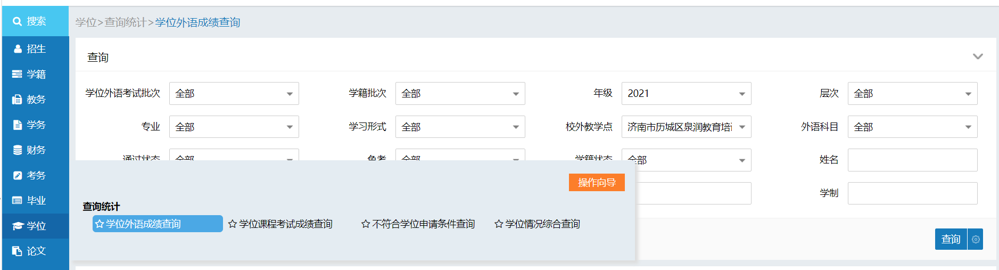 搜索
学位>查询统计>学位外语成绩查询
招生
学籍
教务
学务
财务
考务
毕业
学位
论文
查询
学位外语考试批次 全部 学籍批次 全部 年级 2021 层次 全部
专业 全部 学习形式 全部 校外教学点 济南市历城区泉润教育培 外语科目 全部
通过状态 全部 免考 全部 学籍状态 全部 姓名
学制
操作向导
查询统计
学位外语成绩查询 学位课程考试成绩查询 不符合学位申请条件查询 学位情况综合查询
查询